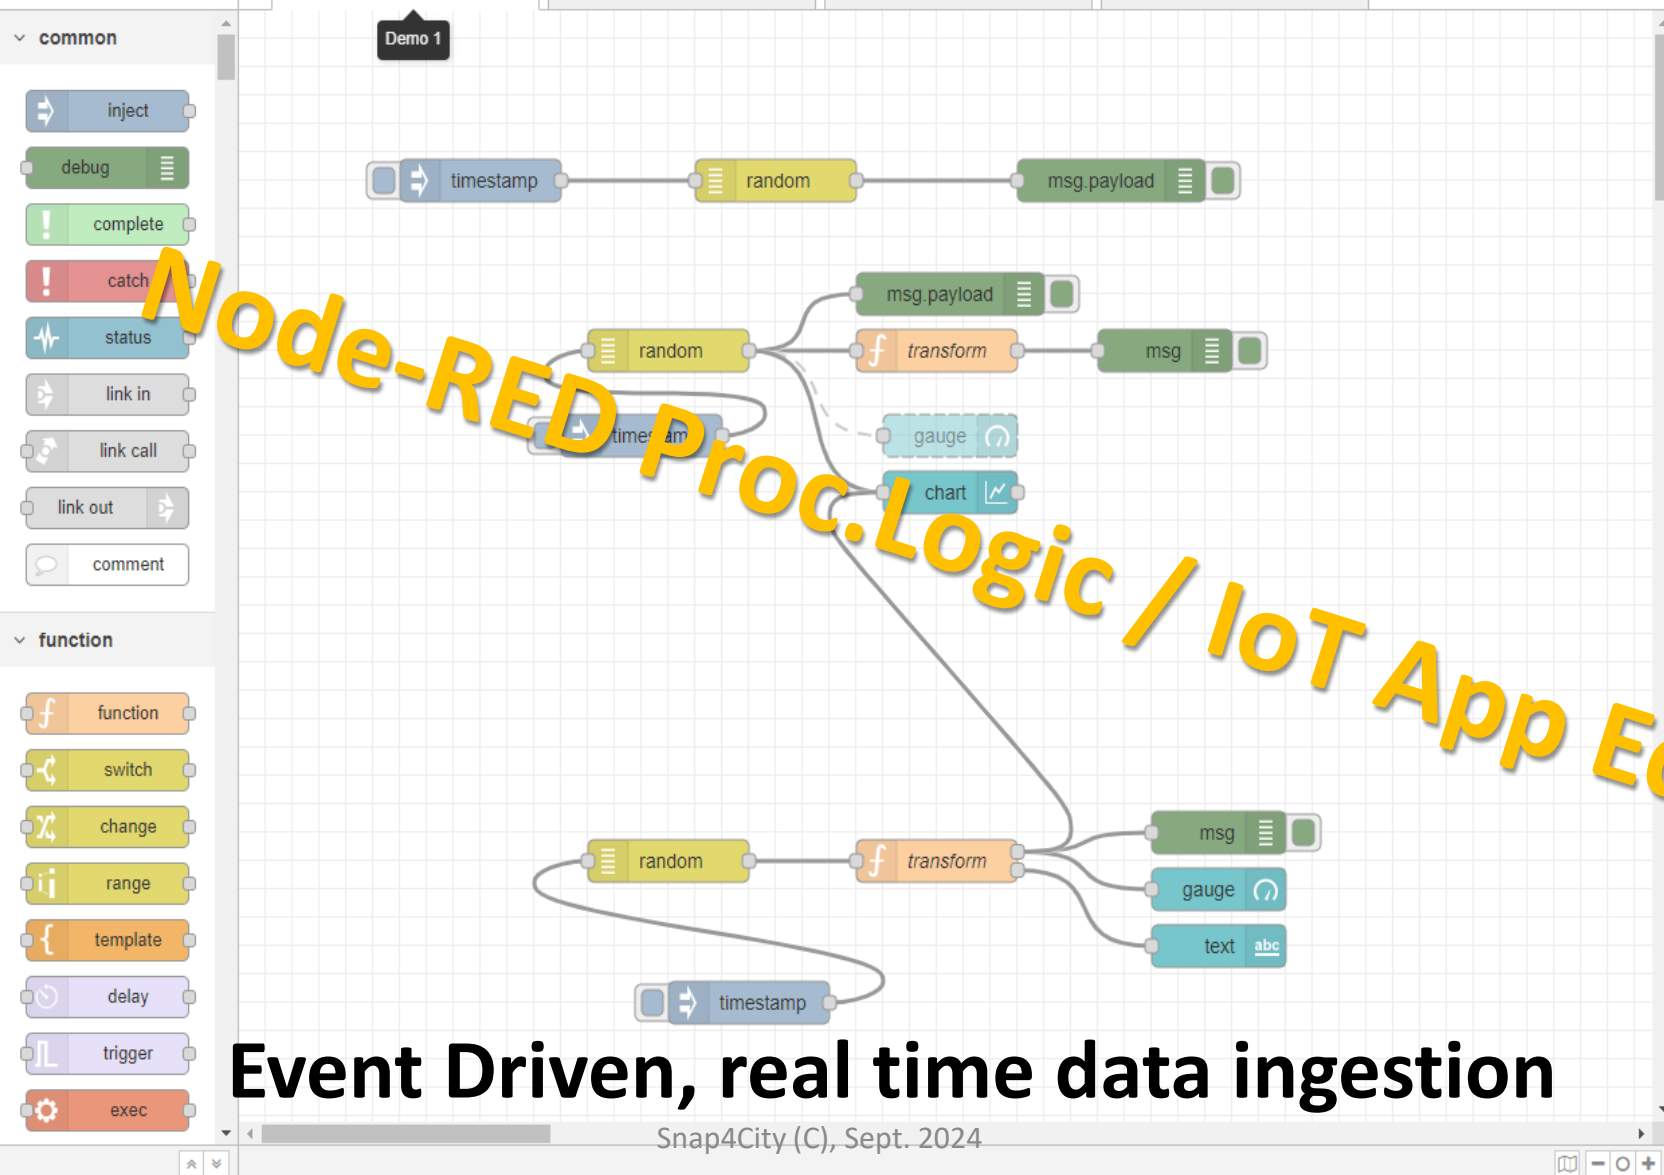 common
Demo 1
inject
debug
complete
catch
status
link in
link call
link out
comment
function
function
switch
change
range
template
delay
trigger
exec
timestamp
random
msg.payload
msg.payload
random
transform
msg
timestamp
gauge
chart
Node-RED Proc.Logic / IoT App
random
transform
msg
gauge
text
abc
timestamp
Event Driven, real time data ingestion
Snap4City (C), Sept. 2024